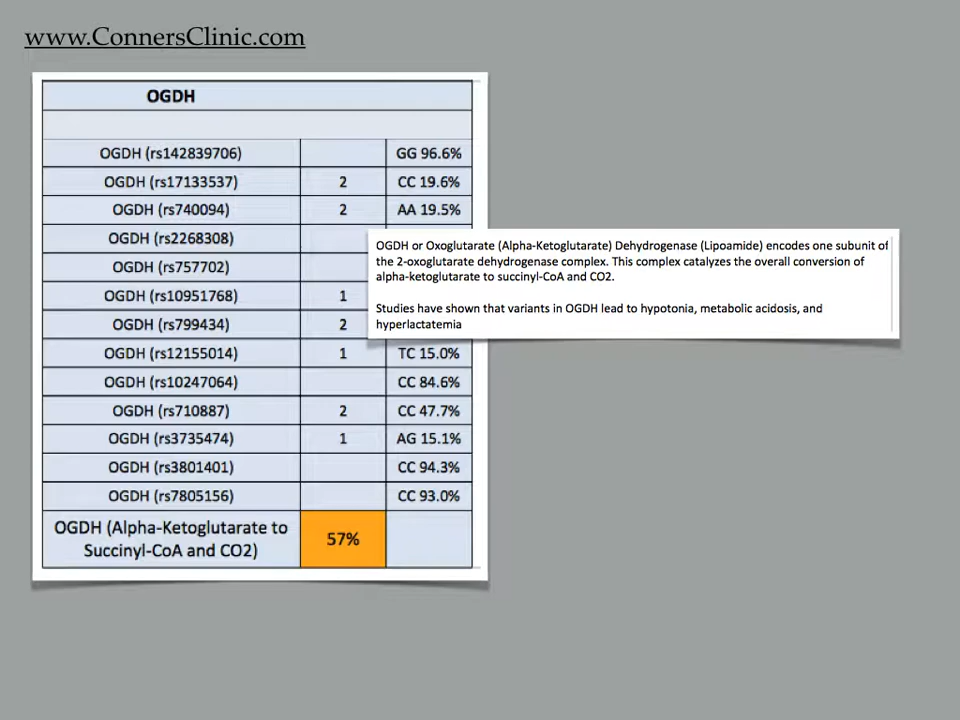 www.ConnersClinic.com
OGDH
OGDH (rs142839706) GG 96.6%
OGDH (rs17133537) 2 CC 19.6%
OGDH (rs740094) 2 AA 19.5%
OGDH (rs2268308)
OGDH (rs757702)
OGDH (rs10951768) 1
OGDH (rs799434) 2
OGDH (rs12155014) 1 TC 15.0%
OGDH (rs10247064) CC 84.6%
OGDH (rs710887) 2 CC 47.7%
OGDH (rs3735474) 1 AG 15.1%
OGDH (rs3801401) CC 94.3%
OGDH (rs7805156) CC 93.0%
OGDH (Alpha-Ketoglutarate to
Succinyl-CoA and CO2) 57%
OGDH or Oxoglutarate (Alpha-Ketoglutarate) Dehydrogenase (Lipoamide) encodes one subunit of
the 2-oxoglutarate dehydrogenase complex. This complex catalyzes the overall conversion of
alpha-ketoglutarate to succinyl-CoA and CO2.
Studies have shown that variants in OGDH lead to hypotonia, metabolic acidosis, and
hyperlactatemia